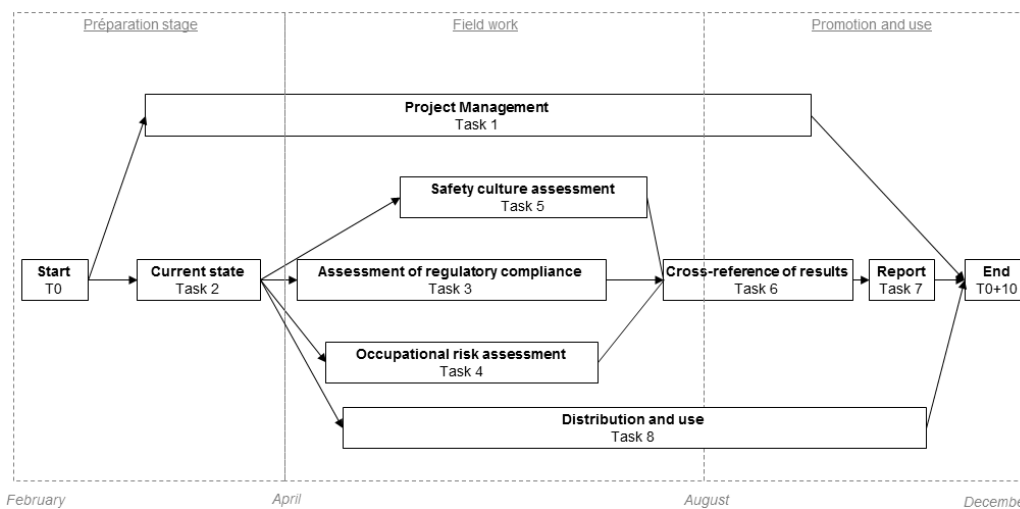 Préparation stage
Field work
Promotion and use
Project Management
Task 1
Safety culture assessment
Task 5
Start
T0
Current state
Task 2
Assessment of regulatory compliance
Task 3
Cross-reference of results
Task 6
Report
Task 7
End
T0+10
Occupational risk assessment
Task 4
Distribution and use
Task 8
February
April
August
Decembe